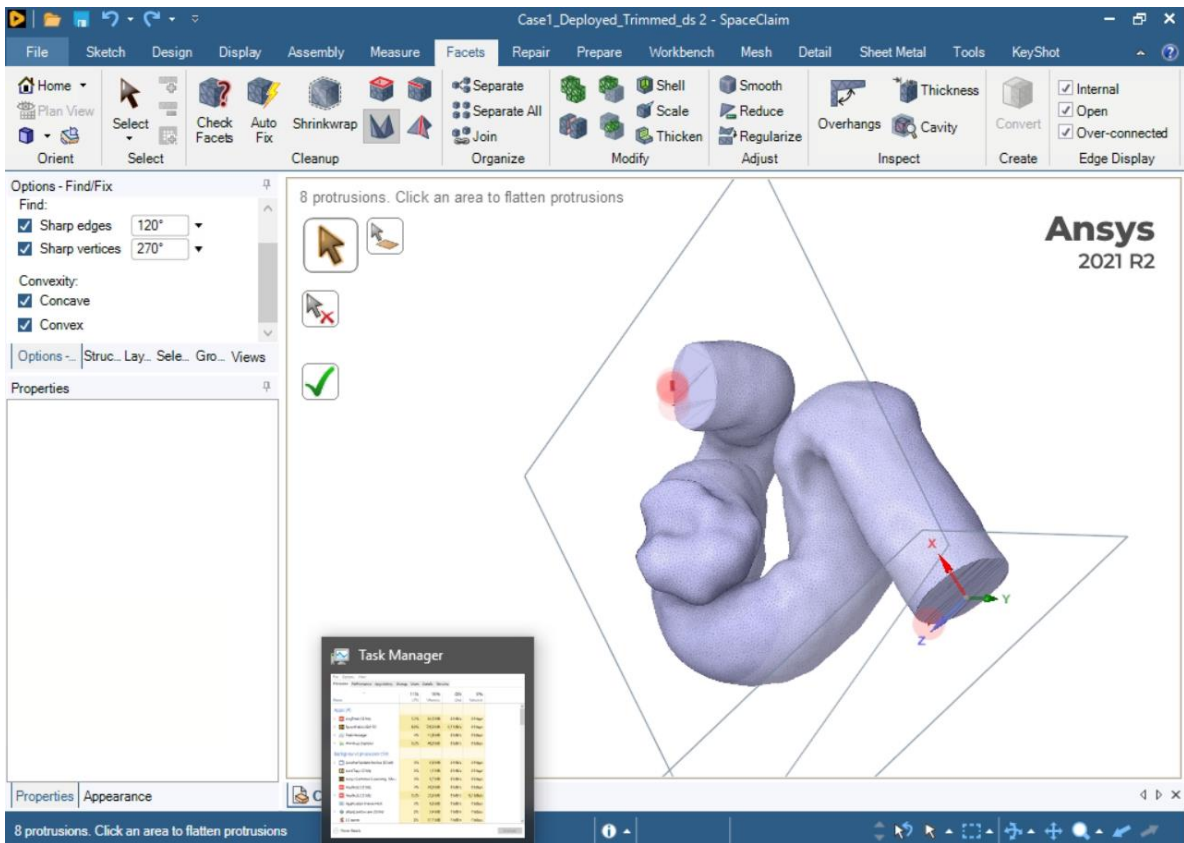 Case1_Deployed_Trimmed_ds 2 - SpaceClaim
File Sketch Design Display Assembly Measure Facets Repair Prepare Workbench Mesh Detail Sheet Metal Tools KeyShot
Home
Plan View
Orient
Select
Select
Check Facets
Auto Fix
Shrinkwrap
Cleanup
Separate
Separate All
Join
Organize
Shell
Scale
Thicken
Modify
Smooth
Reduce
Regularize
Adjust
Overhangs
Thickness
Cavity
Inspect
Convert
Create
Internal
Open
Over-connected
Edge Display
Options - Find/Fix
Find:
Sharp edges 120°
Sharp vertices 270°
Convexity:
Concave
Convex
Options -... Struc... Lay... Sele... Gro... Views
Properties
8 protrusions. Click an area to flatten protrusions
Ansys
2021 R2
X
Y
Z
Task Manager
Properties Appearance
C
8 protrusions. Click an area to flatten protrusions